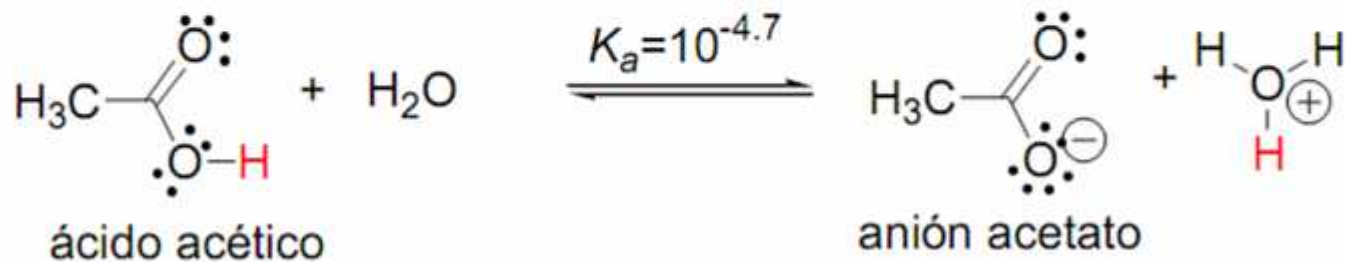 H₃C O O–H + H₂O Kₐ=10⁻⁴·⁷ H₃C O O⊖ + H O H ⊕ H
ácido acético anión acetato